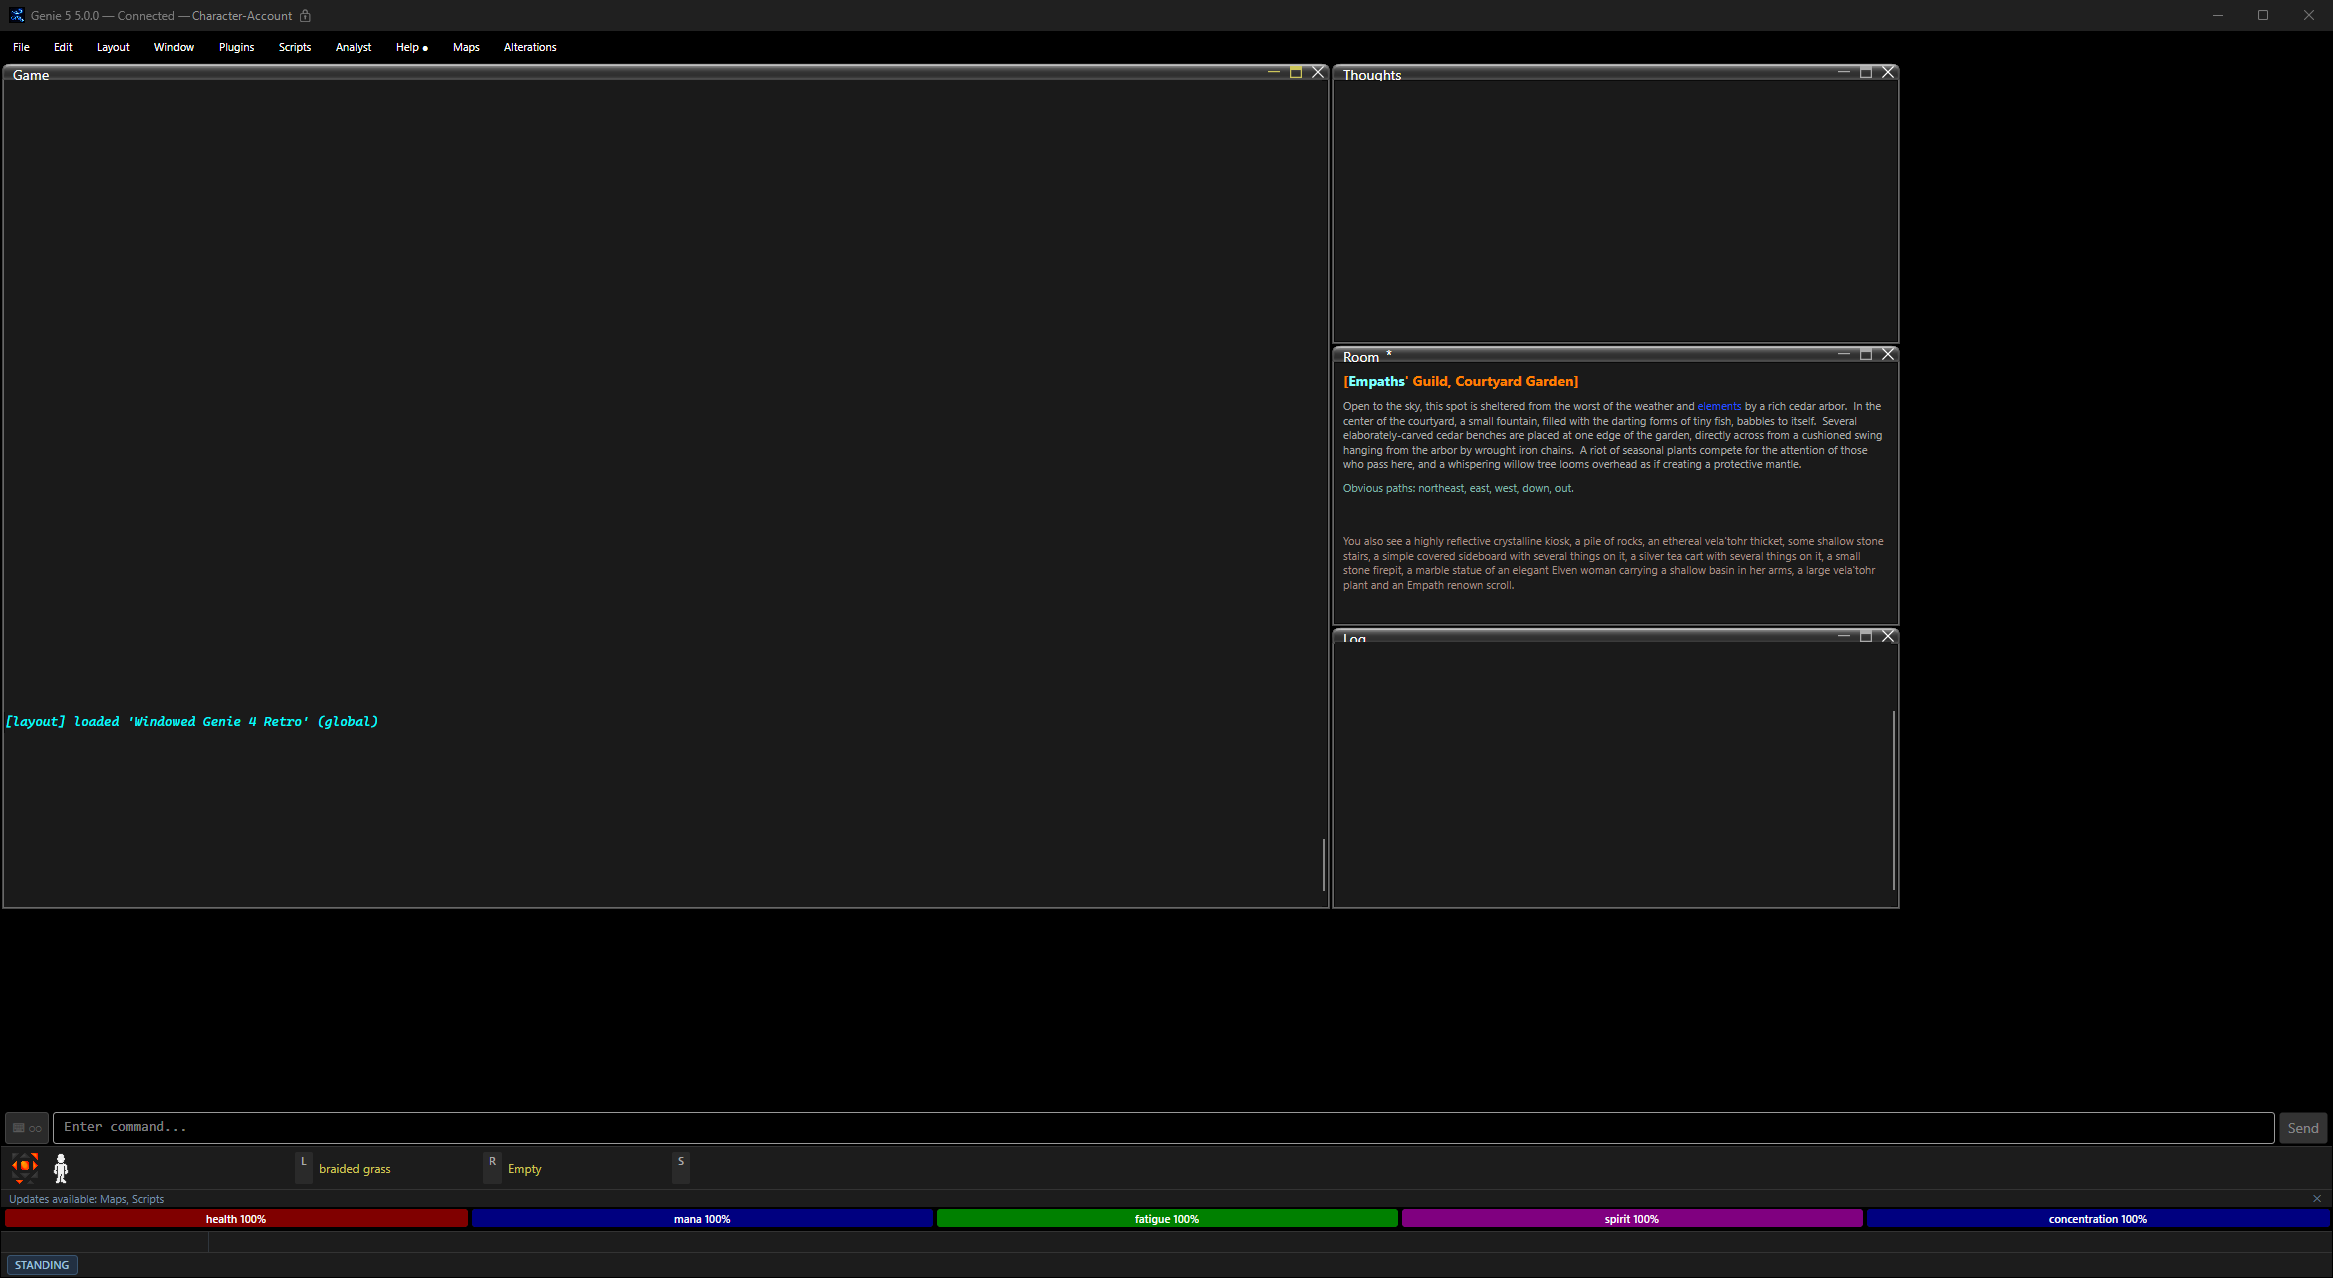 Genie 5 5.0.0 — Connected — Character-Account
File Edit Layout Window Plugins Scripts Analyst Help ● Maps Alterations
Game
[layout] loaded 'Windowed Genie 4 Retro' (global)
Thoughts
Room *
[Empaths' Guild, Courtyard Garden]
Open to the sky, this spot is sheltered from the worst of the weather and elements by a rich cedar arbor. In the
center of the courtyard, a small fountain, filled with the darting forms of tiny fish, babbles to itself. Several
elaborately-carved cedar benches are placed at one edge of the garden, directly across from a cushioned swing
hanging from the arbor by wrought iron chains. A riot of seasonal plants compete for the attention of those
who pass here, and a whispering willow tree looms overhead as if creating a protective mantle.
Obvious paths: northeast, east, west, down, out.
You also see a highly reflective crystalline kiosk, a pile of rocks, an ethereal vela'tohr thicket, some shallow stone
stairs, a simple covered sideboard with several things on it, a silver tea cart with several things on it, a small
stone firepit, a marble statue of an elegant Elven woman carrying a shallow basin in her arms, a large vela'tohr
plant and an Empath renown scroll.
Log
Enter command...
Send
L braided grass R Empty S
Updates available: Maps, Scripts
health 100% mana 100% fatigue 100% spirit 100% concentration 100%
STANDING